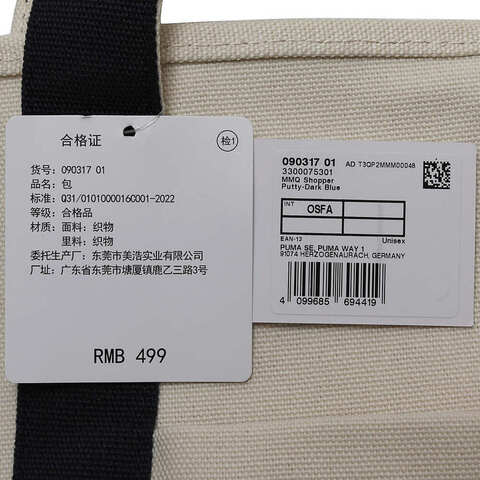 合格证
检1
货号：090317 01
品名：包
标准：Q31/01010000160001-2022
等级：合格品
材质：面料：织物
里料：织物
委托生产厂：东莞市美浩实业有限公司
厂址：广东省东莞市塘厦镇鹿乙三路3号
RMB 499
090317 01
3300075301
MMQ Shopper
Putty-Dark Blue
AD T3QP2MMM00048
INT
OSFA
EAN-13
Unisex
PUMA SE, PUMA WAY 1
91074 HERZOGENAURACH, GERMANY
4 099685 694419